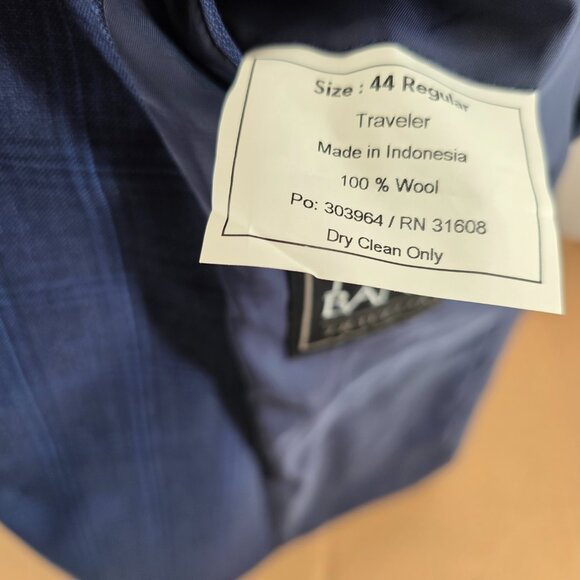 Size : 44 Regular
Traveler
Made in Indonesia
100 % Wool
Po: 303964 / RN 31608
Dry Clean Only